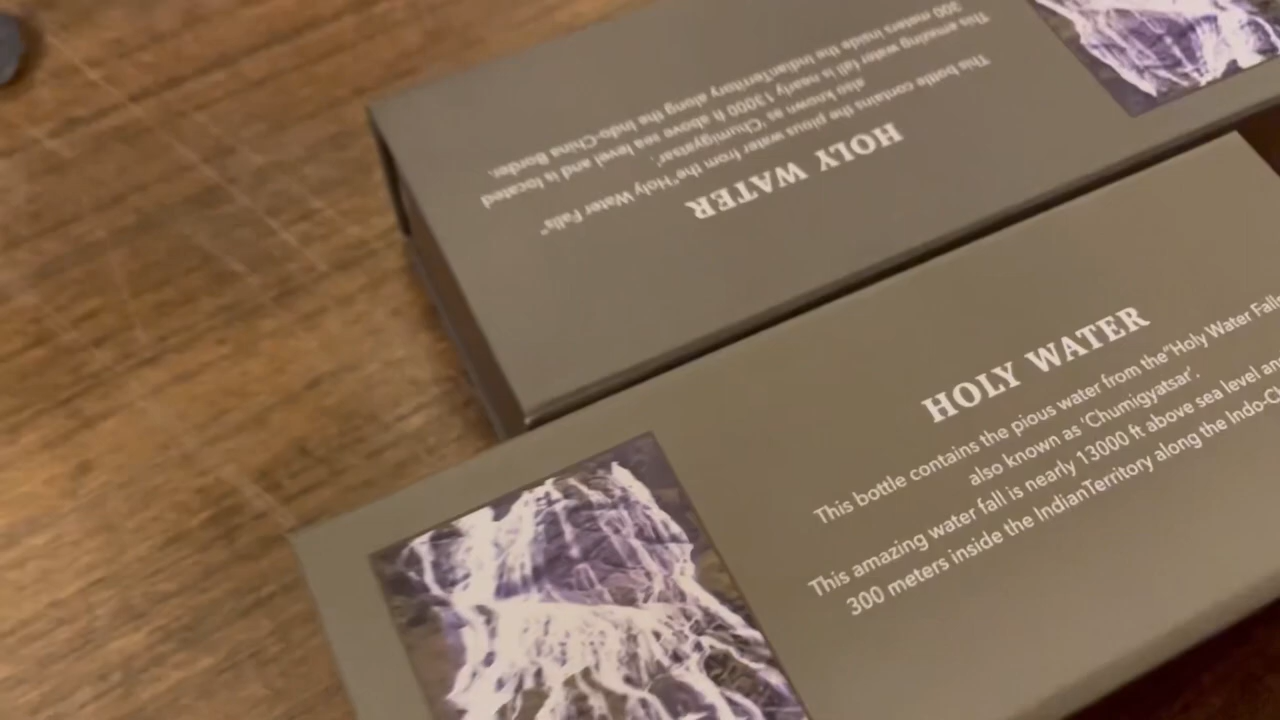 HOLY WATER
This bottle contains the pious water from the "Holy Water Falls"
also known as 'Chumigyatsar'.
This amazing water fall is nearly 13000 ft above sea level and is located
300 meters inside the IndianTerritory along the Indo-China Border.
HOLY WATER
This bottle contains the pious water from the "Holy Water Falls
also known as 'Chumigyatsar'.
This amazing water fall is nearly 13000 ft above sea level
300 meters inside the IndianTerritory along the